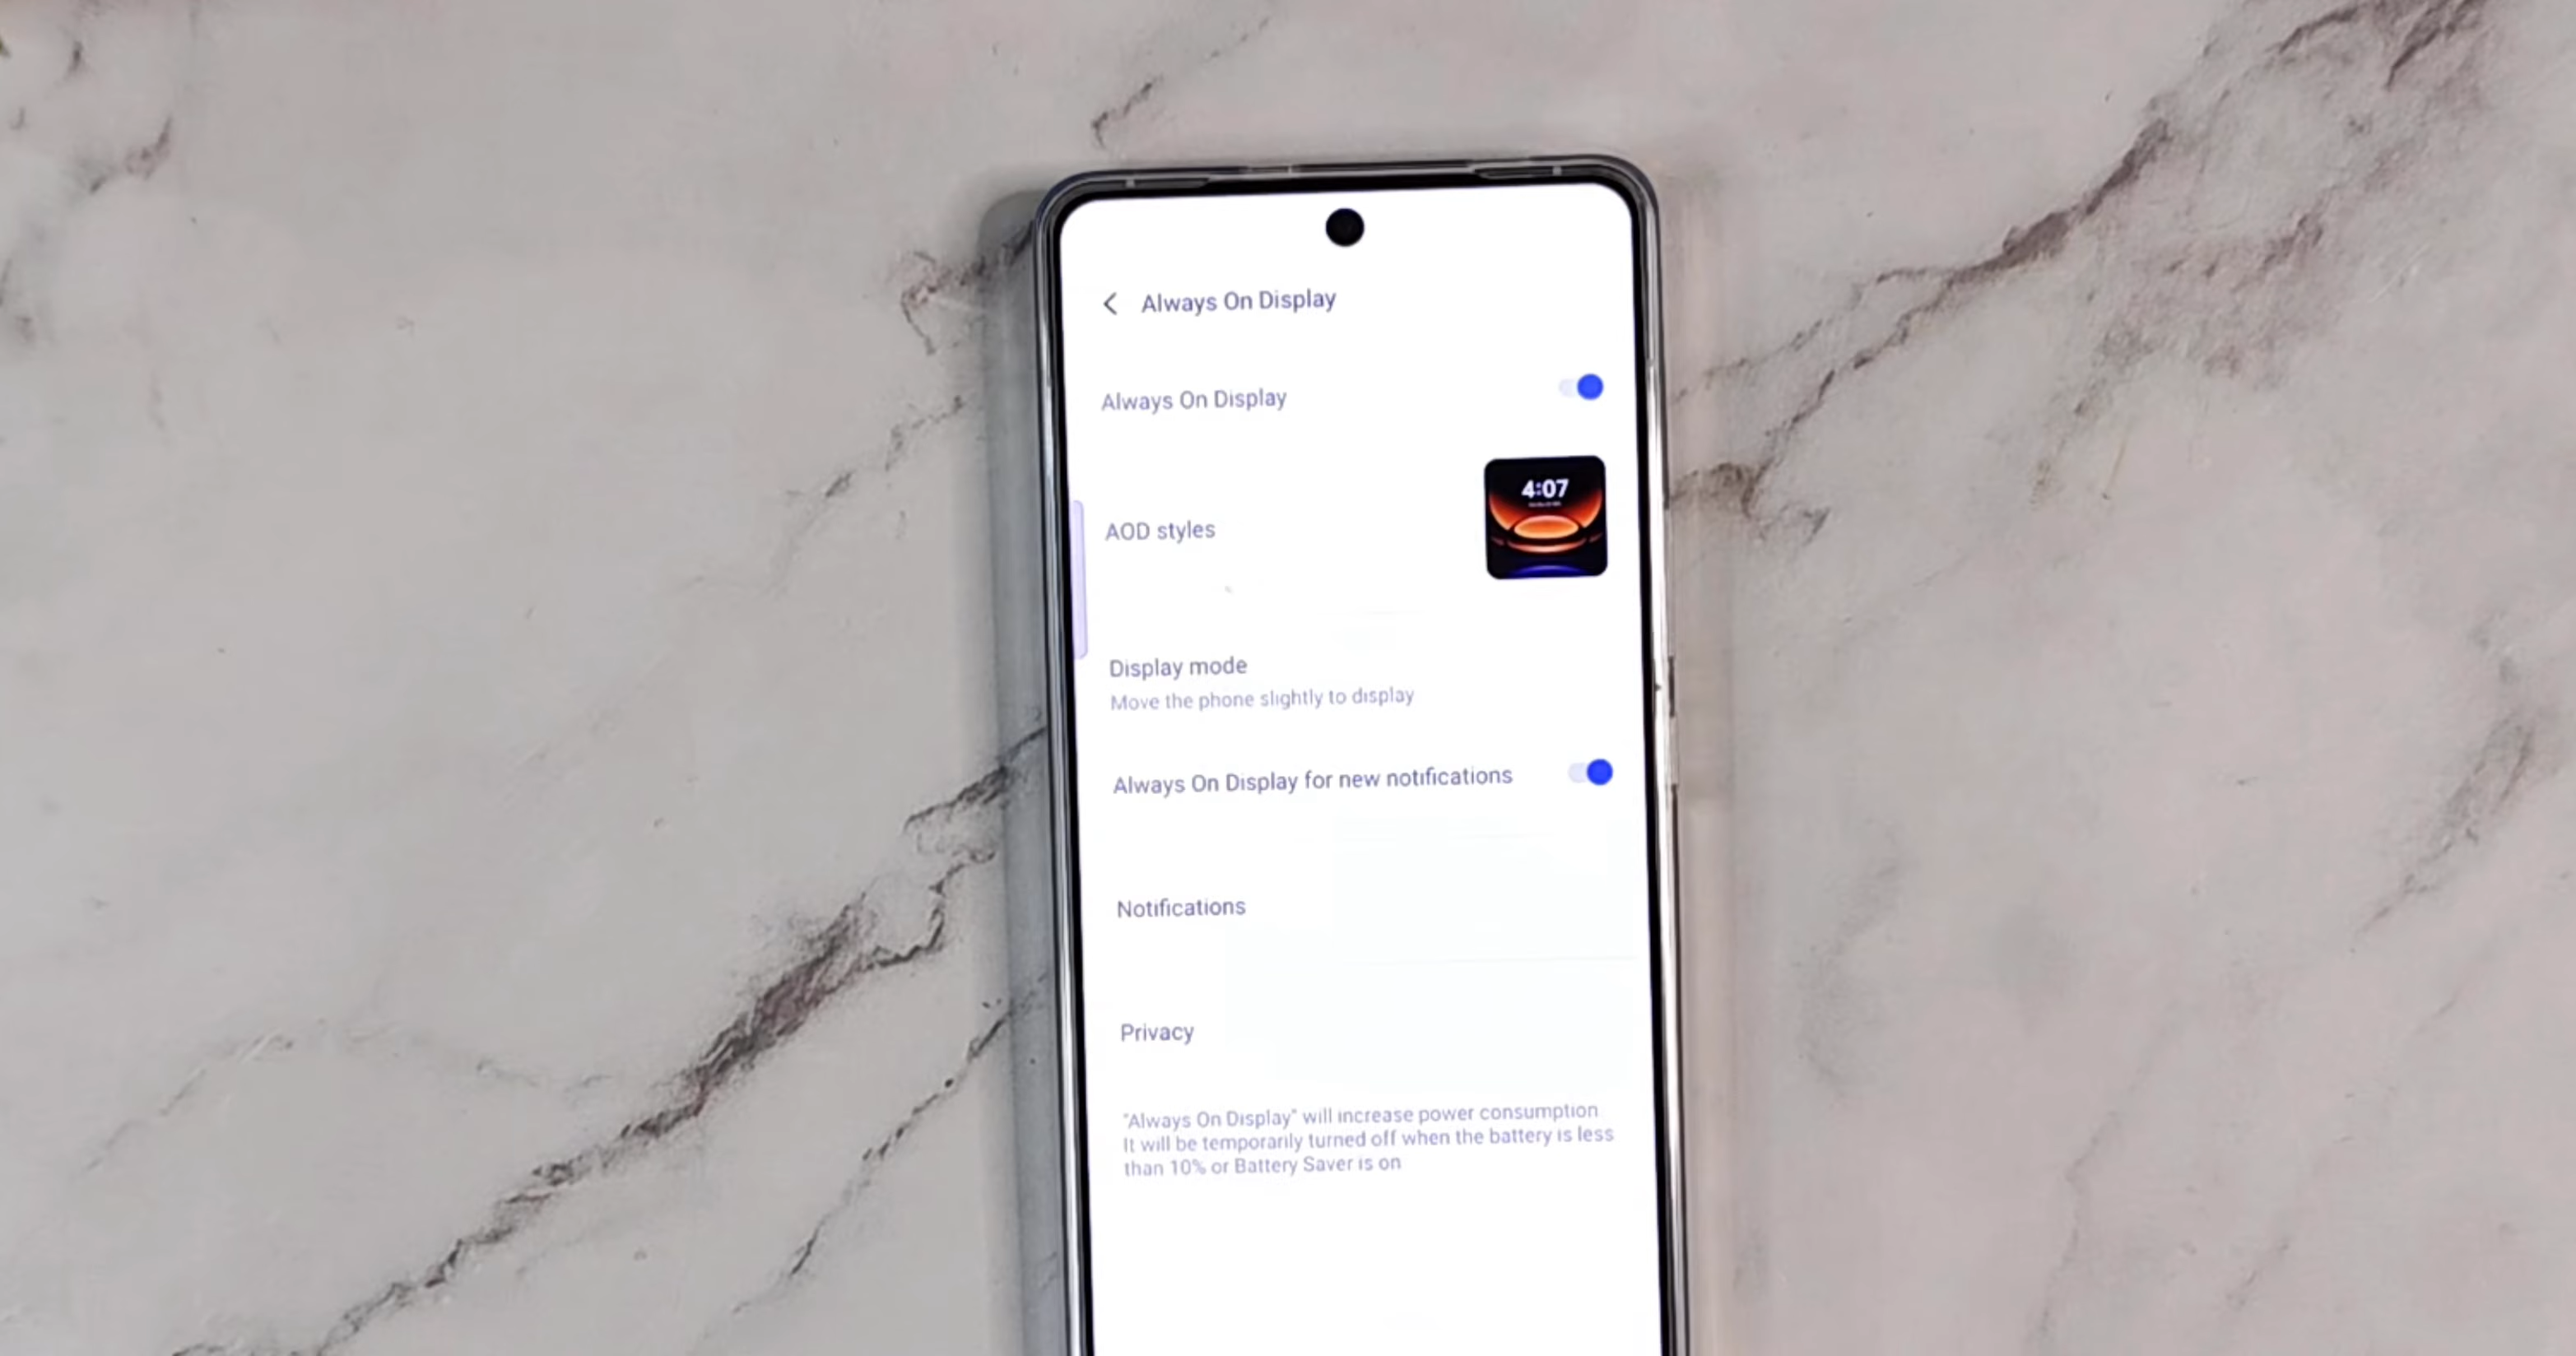 Always On Display
Always On Display
4:07
AOD styles
Display mode
Move the phone slightly to display
Always On Display for new notifications
Notifications
Privacy
"Always On Display" will increase power consumption
It will be temporarily turned off when the battery is less
than 10% or Battery Saver is on